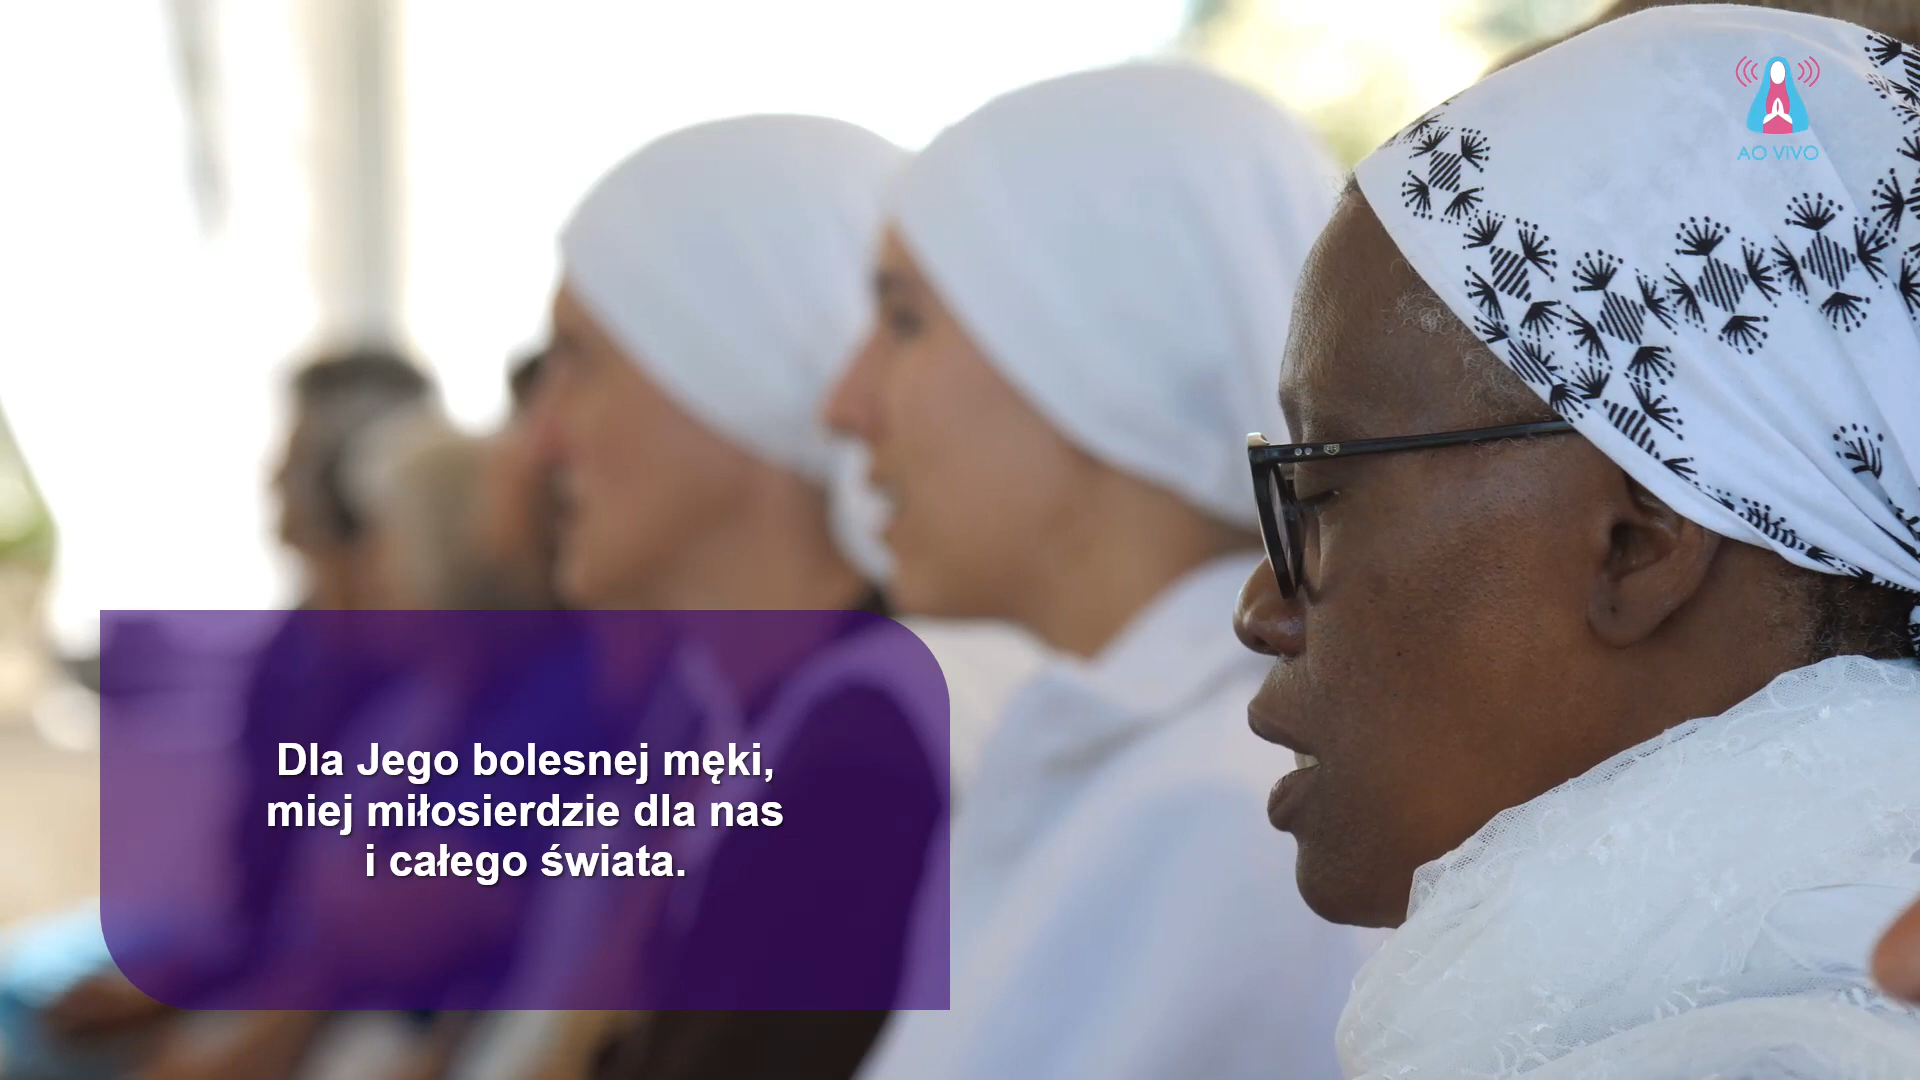 AO VIVO
Dla Jego bolesnej męki,
miej miłosierdzie dla nas
i całego świata.